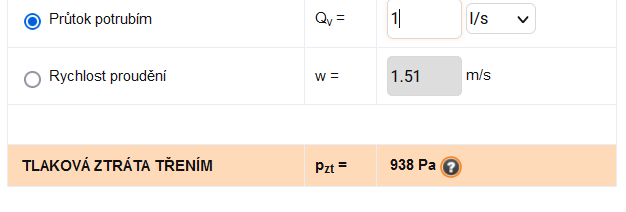 Průtok potrubím Qv = 1 l/s
Rychlost proudění w = 1.51 m/s
TLAKOVÁ ZTRÁTA TŘENÍM pzt = 938 Pa ?